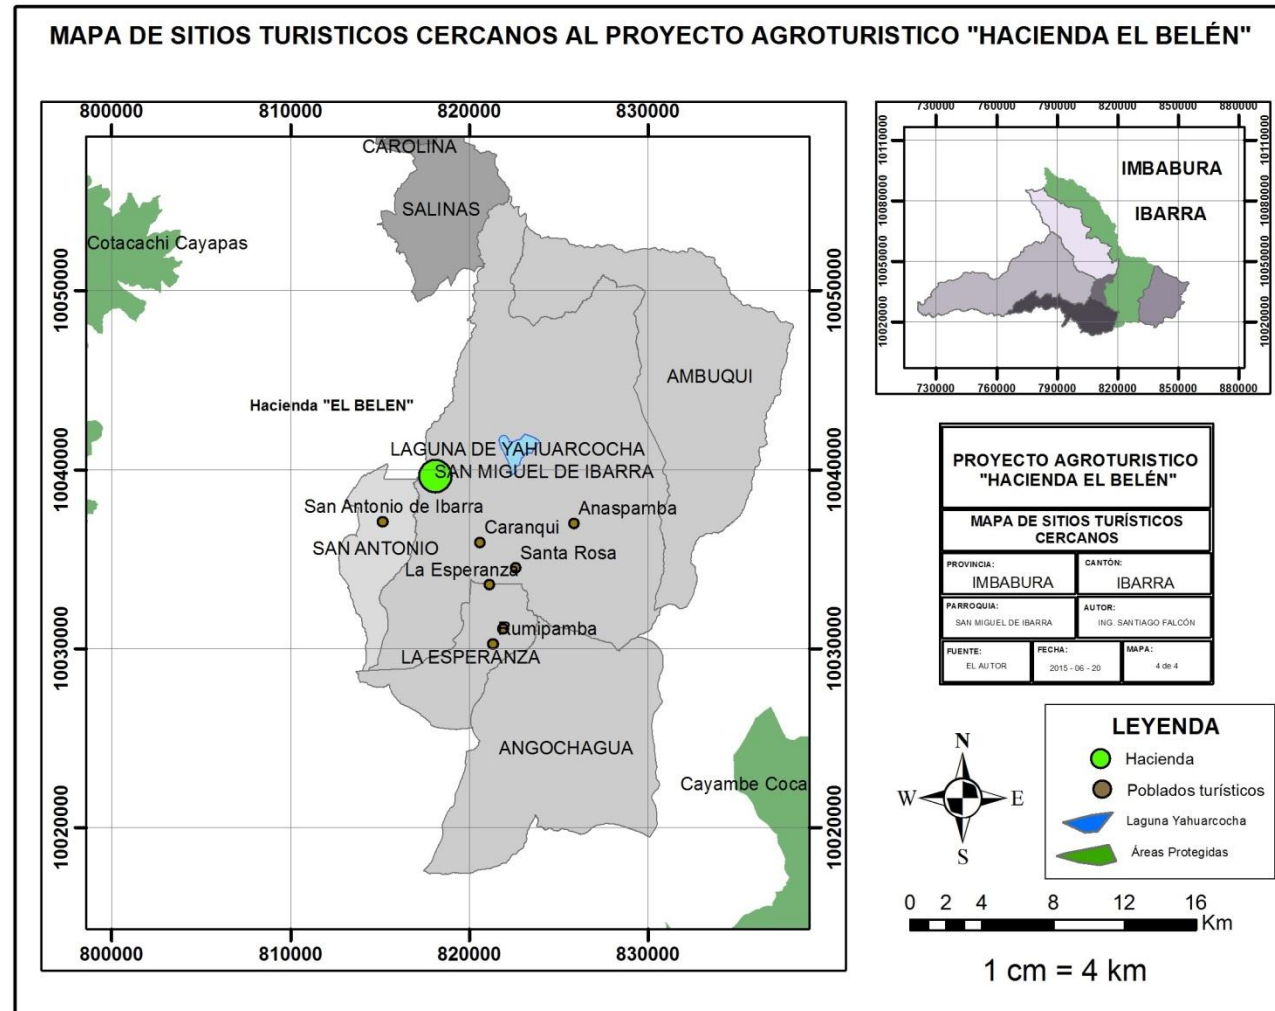 MAPA DE SITIOS TURISTICOS CERCANOS AL PROYECTO AGROTURISTICO "HACIENDA EL BELÉN"
800000 810000 820000 830000
CAROLINA
SALINAS
Cotacachi Cayapas
10050000 10050000
AMBUQUI
Hacienda "EL BELEN"
LAGUNA DE YAHUARCOCHA
10040000 10040000
SAN MIGUEL DE IBARRA
San Antonio de Ibarra
Anaspamba
Caranqui
SAN ANTONIO
Santa Rosa
La Esperanza
Rumipamba
10030000 10030000
LA ESPERANZA
ANGOCHAGUA
Cayambe Coca
10020000 10020000
800000 810000 820000 830000
730000 760000 790000 820000 850000 880000
10110000 10110000
IMBABURA
10080000 10080000
IBARRA
10050000 10050000
10020000 10020000
730000 760000 790000 820000 850000 880000
PROYECTO AGROTURISTICO
"HACIENDA EL BELÉN"
MAPA DE SITIOS TURÍSTICOS
CERCANOS
PROVINCIA: CANTÓN:
IMBABURA IBARRA
PARROQUIA: AUTOR:
SAN MIGUEL DE IBARRA ING. SANTIAGO FALCÓN
FUENTE: FECHA: MAPA:
EL AUTOR 2015 - 06 - 20 4 de 4
N
W E
S
LEYENDA
Hacienda
Poblados turísticos
Laguna Yahuarcocha
Áreas Protegidas
0 2 4 8 12 16
Km
1 cm = 4 km